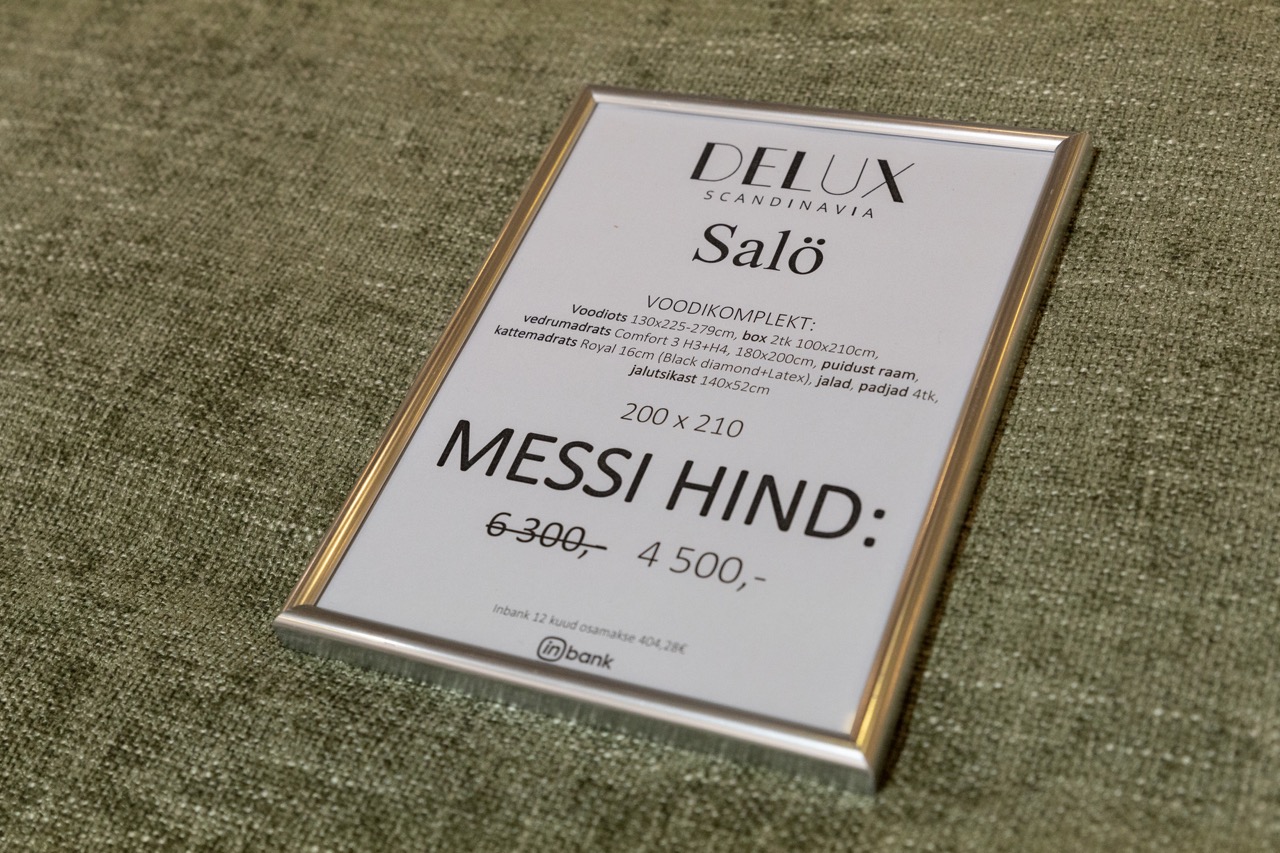 DELUX
SCANDINAVIA
Salö
VOODIKOMPLEKT:
Voodiots 130x225-279cm, box 2tk 100x210cm,
vedrumadrats Comfort 3 H3+H4, 180x200cm, puidust raam,
kattemadrats Royal 16cm (Black diamond+Latex), jalad, padjad 4tk,
jalutsikast 140x52cm
200 x 210
MESSI HIND:
6 300,- 4 500,-
Inbank 12 kuud osamakse 404,28€
inbank